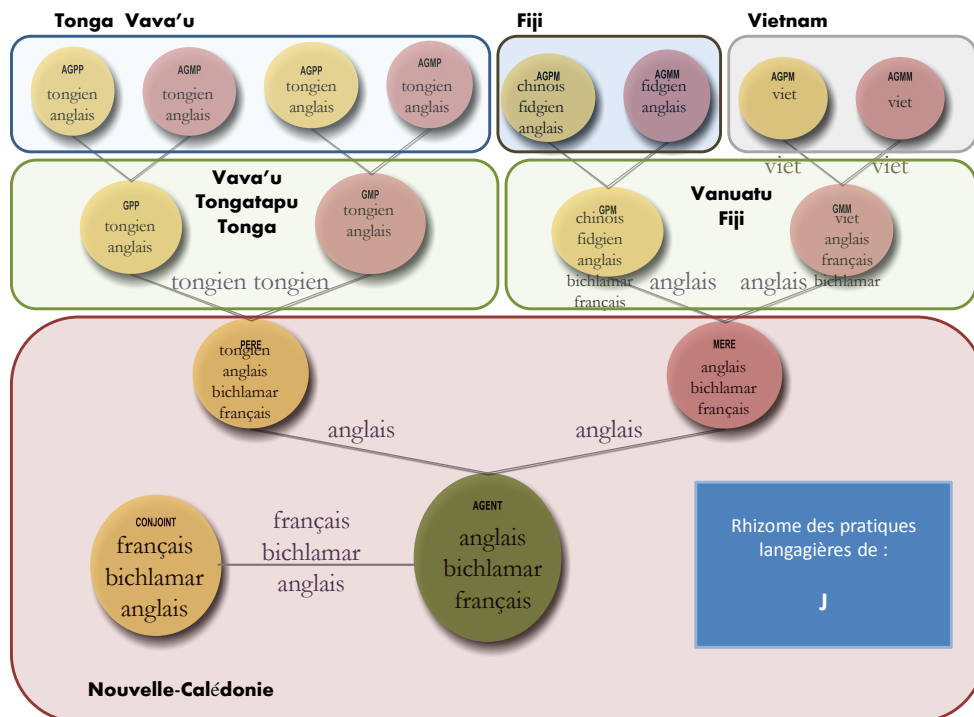 Tonga Vava'u
Fiji
Vietnam
AGPP
tongien
anglais
AGMP
tongien
anglais
AGPP
tongien
anglais
AGMP
tongien
anglais
AGPM
chinois
fidgien
anglais
AGMM
fidgien
anglais
AGPM
viet
AGMM
viet
viet
viet
Vava'u
Tongatapu
Tonga
Vanuatu
Fiji
GPP
tongien
anglais
GMP
tongien
anglais
GPM
chinois
fidgien
anglais
bichlamar
français
GMM
viet
anglais
français
bichlamar
tongien tongien
anglais
anglais
PERE
tongien
anglais
bichlamar
français
MERE
anglais
bichlamar
français
anglais
anglais
CONJOINT
français
bichlamar
anglais
français
bichlamar
anglais
AGENT
anglais
bichlamar
français
Rhizome des pratiques
langagières de :
J
Nouvelle-Calédonie